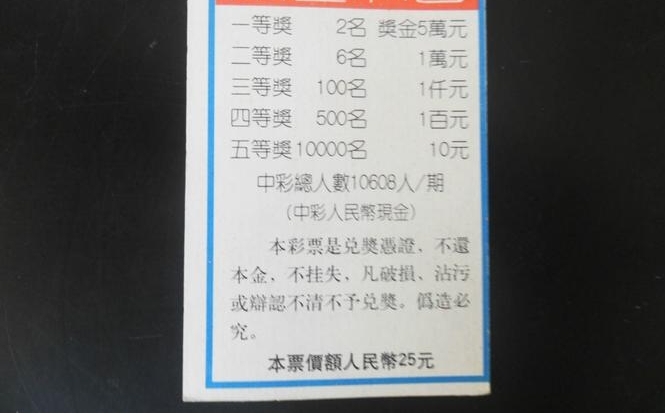 一等獎 2名 獎金5萬元
二等獎 6名 1萬元
三等獎 100名 1仟元
四等獎 500名 1百元
五等獎 10000名 10元
中彩總人數10608人/期
(中彩人民幣現金)
本彩票是兑獎憑證，不還
本金，不挂失、凡破損、沾污
或辯認不清不予兑獎。僞造必
究。
本票價額人民幣25元